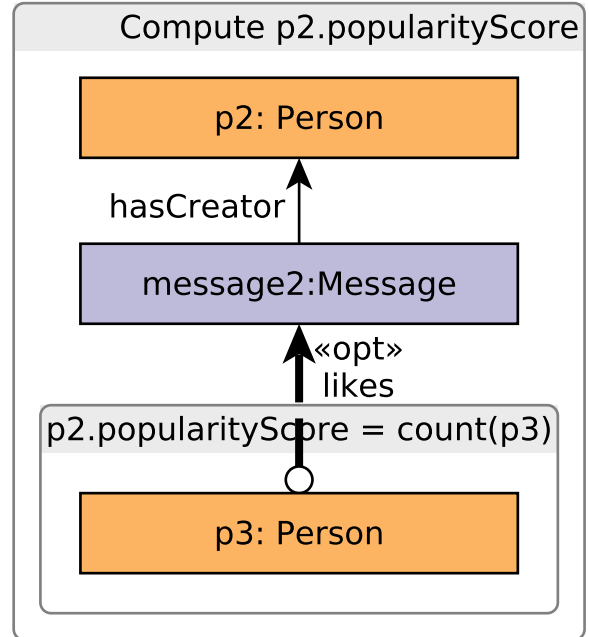 Compute p2.popularityScore
p2: Person
hasCreator
message2:Message
«opt»
likes
p2.popularityScore = count(p3)
p3: Person